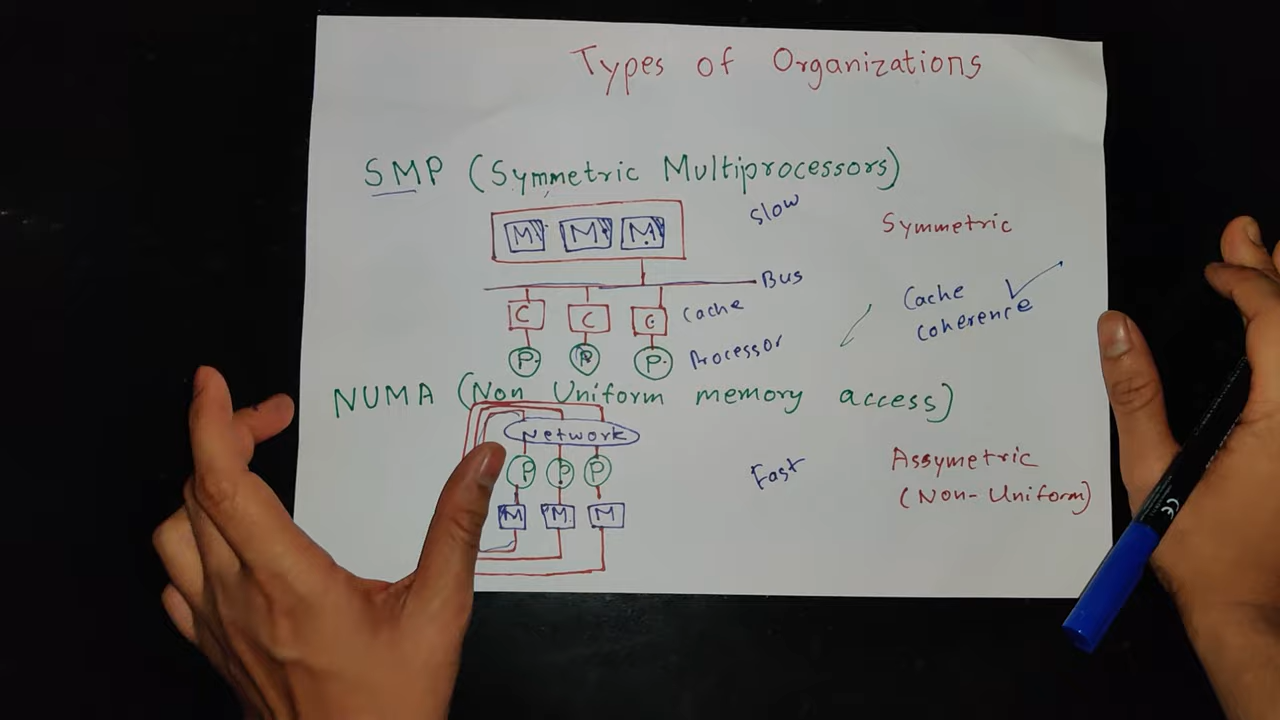 Types of Organizations
SMP (Symmetric Multiprocessors)
Slow
Symmetric
M M M
Bus
C C C Cache
Cache
coherence
P P P Processor
NUMA (Non Uniform memory access)
Network
P P P
Fast
Assymetric
(Non-Uniform)
M M M
CE